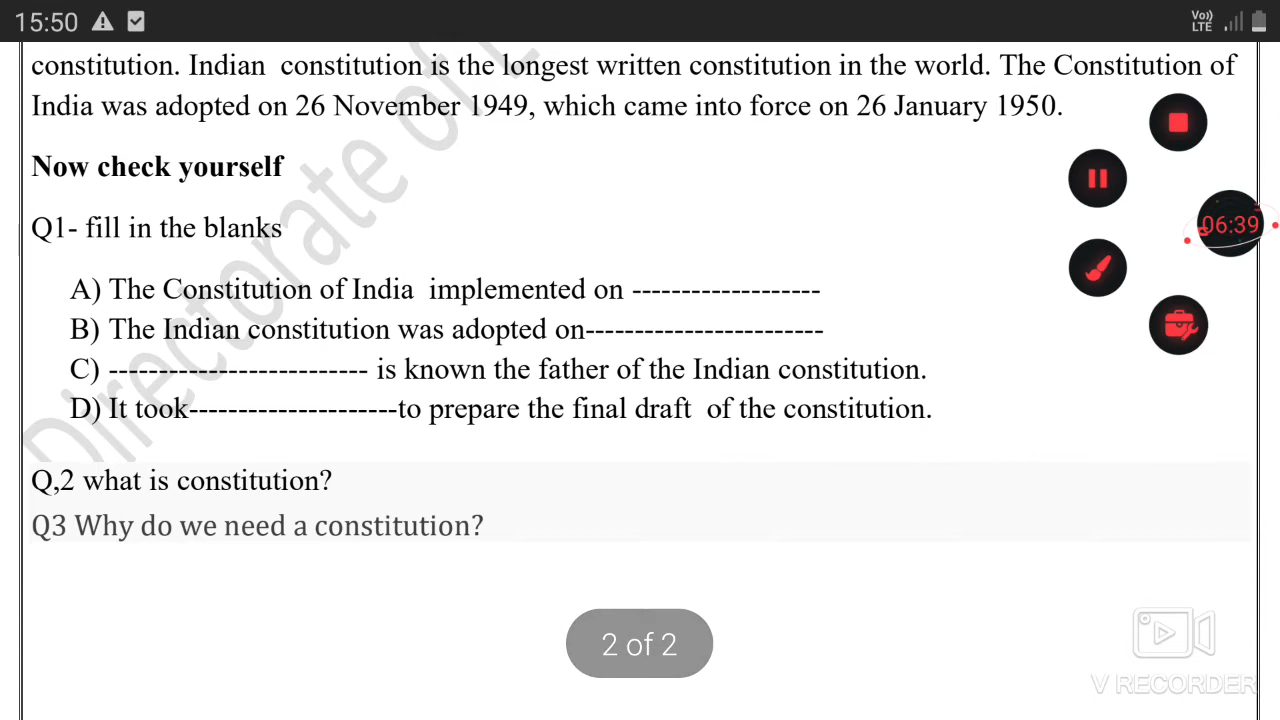 15:50
Vo)) LTE
constitution. Indian constitution is the longest written constitution in the world. The Constitution of
India was adopted on 26 November 1949, which came into force on 26 January 1950.
Now check yourself
06:39
Q1- fill in the blanks
A) The Constitution of India implemented on -------------------
B) The Indian constitution was adopted on------------------------
C) -------------------------- is known the father of the Indian constitution.
D) It took---------------------to prepare the final draft of the constitution.
Directorate of
Q,2 what is constitution?
Q3 Why do we need a constitution?
2 of 2
V RECORDER